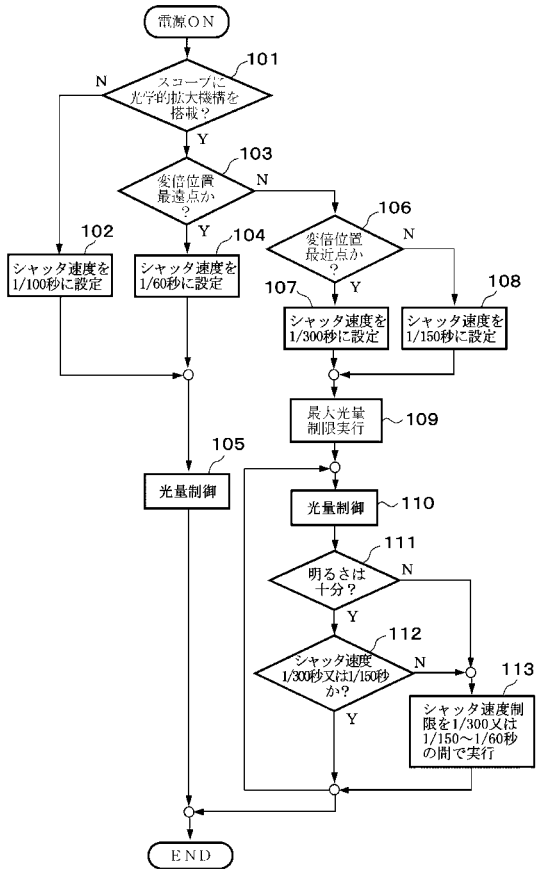 電源ON
101
スコープに
光学的拡大機構を
搭載?
N
Y
103
変倍位置
最遠点か
?
N
Y
102
シャッタ速度を
1/100秒に設定
104
シャッタ速度を
1/60秒に設定
106
変倍位置
最近点か
?
N
Y
107
シャッタ速度を
1/300秒に設定
108
シャッタ速度を
1/150秒に設定
最大光量
制限実行
109
105
光量制御
光量制御
110
111
明るさは
十分?
N
Y
112
シャッタ速度
1/300秒又は1/150秒
か?
N
Y
113
シャッタ速度制
限を1/300又は
1/150～1/60秒
の間で実行
END